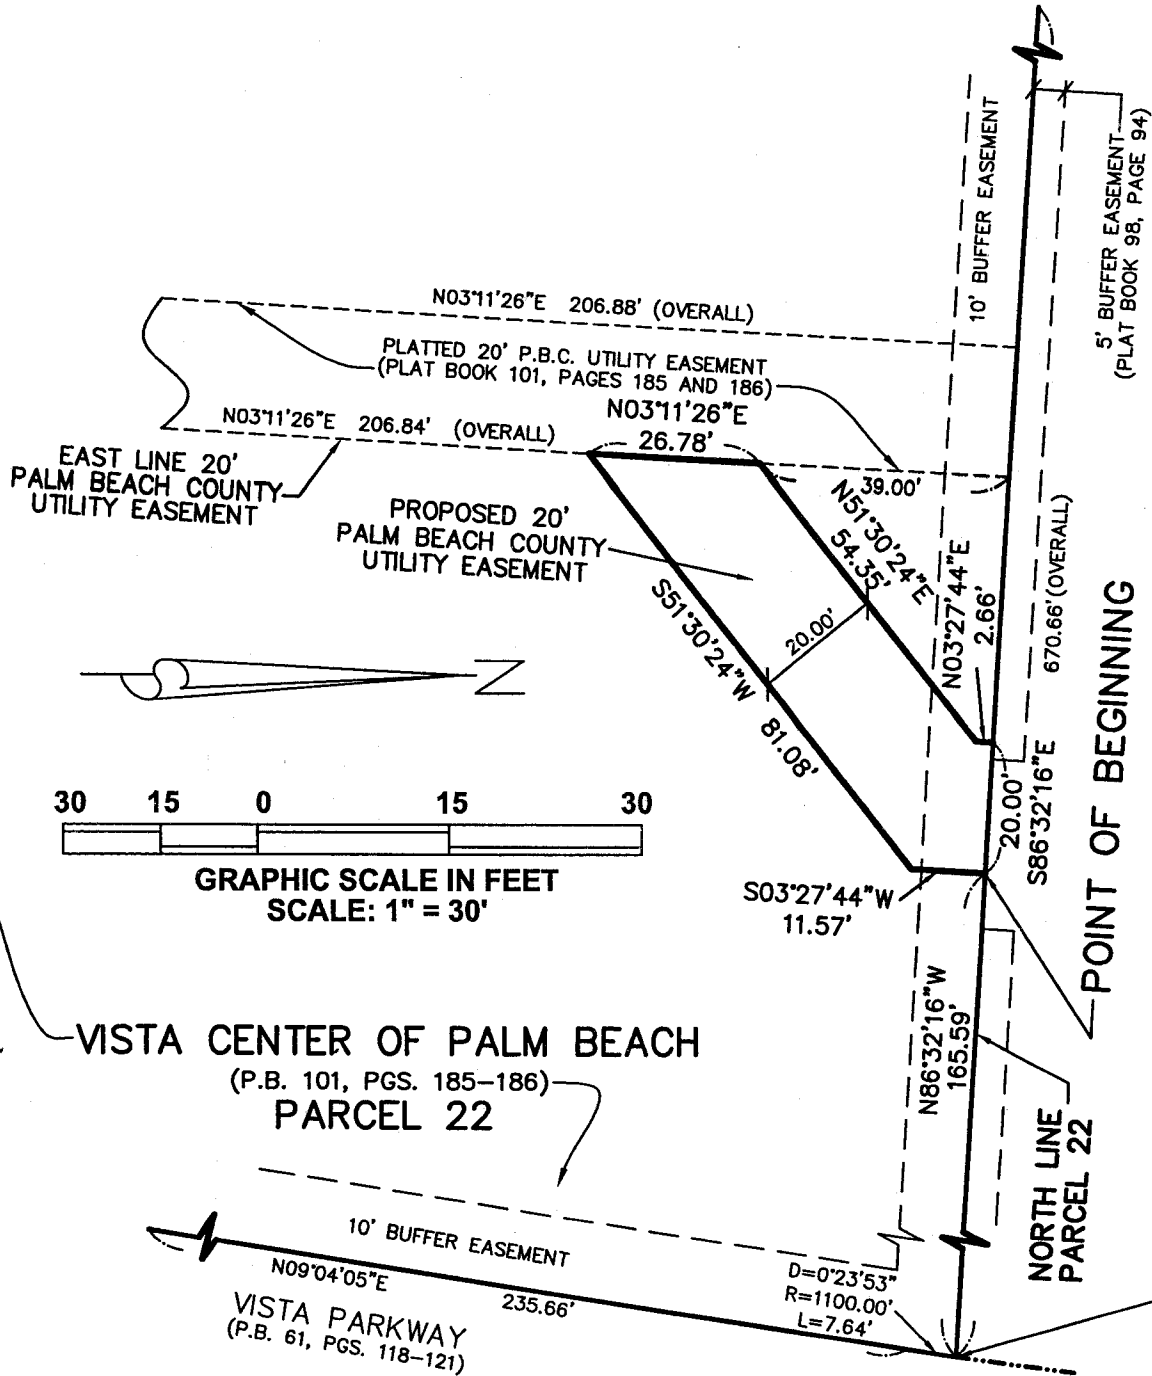 10' BUFFER EASEMENT
5' BUFFER EASEMENT
(PLAT BOOK 98, PAGE 94)
N03°11'26"E 206.88' (OVERALL)
PLATTED 20' P.B.C. UTILITY EASEMENT
(PLAT BOOK 101, PAGES 185 AND 186)
N03°11'26"E 206.84' (OVERALL)
N03°11'26"E
26.78'
39.00'
EAST LINE 20'
PALM BEACH COUNTY
UTILITY EASEMENT
PROPOSED 20'
PALM BEACH COUNTY
UTILITY EASEMENT
N51°30'24"E
54.35'
S51°30'24"W 81.08'
20.00'
N03°27'44"E
2.66'
670.66'(OVERALL)
Z
30 15 0 15 30
GRAPHIC SCALE IN FEET
SCALE: 1" = 30'
20.00'
S86°32'16"E
POINT OF BEGINNING
S03°27'44"W
11.57'
VISTA CENTER OF PALM BEACH
(P.B. 101, PGS. 185-186)
PARCEL 22
N86°32'16"W
165.59'
NORTH LINE
PARCEL 22
10' BUFFER EASEMENT
N09°04'05"E
235.66'
VISTA PARKWAY
(P.B. 61, PGS. 118-121)
D=0°23'53"
R=1100.00'
L=7.64'